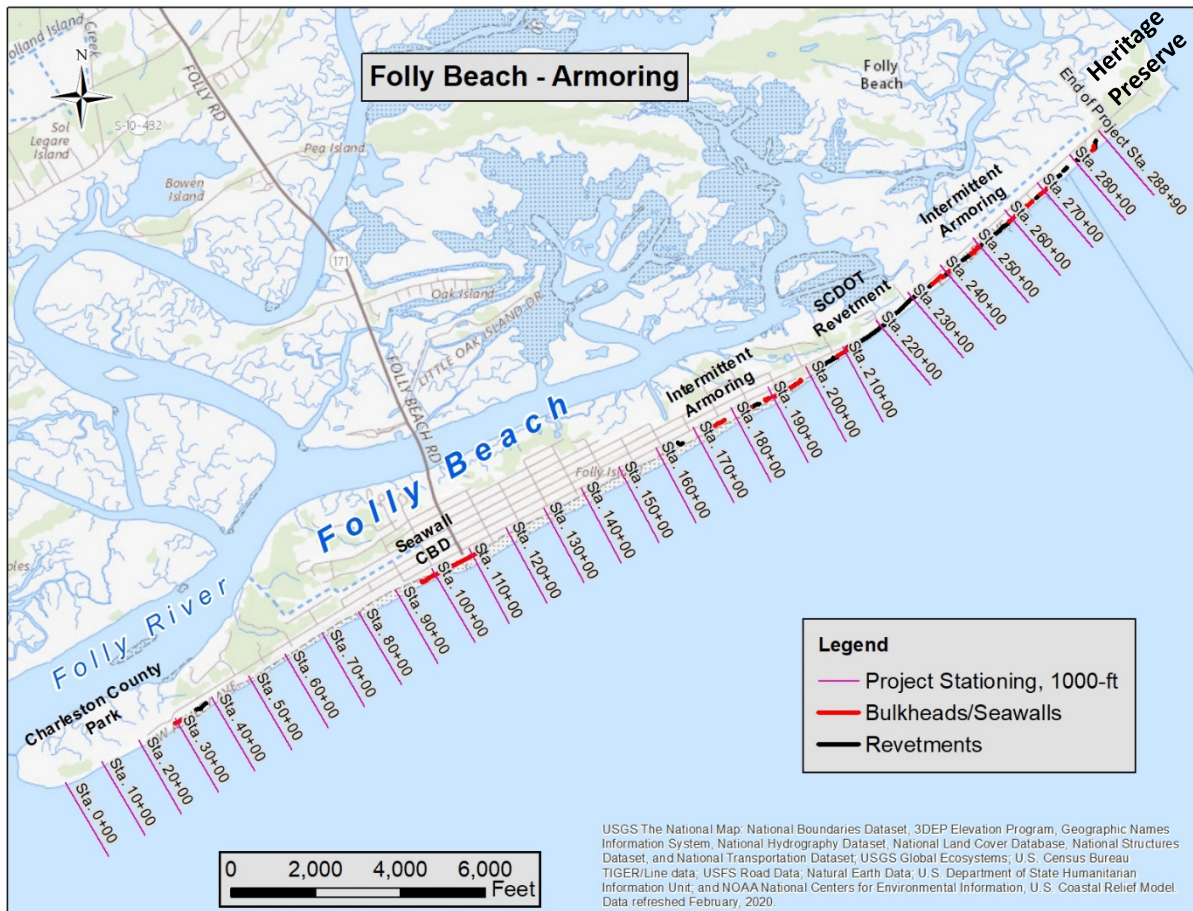 Folly Beach - Armoring
N
olland Island
Creek
FOLLY RD
S-10-432
Sol
Legare
Island
Pea Island
Bowen
Island
171
Oak Island
LITTLE OAK ISLAND DR
FOLLY BEACH RD
Folly
Beach
Heritage
Preserve
End of Project Sta. 288+90
Intermittent
Armoring
SCDOT
Revetment
Intermittent
Armoring
Folly Beach
Seawall
CBD
Folly River
Charleston County
Park
Sta. 0+00
Sta. 10+00
Sta. 20+00
Sta. 30+00
Sta. 40+00
Sta. 50+00
Sta. 60+00
Sta. 70+00
Sta. 80+00
Sta. 90+00
Sta. 100+00
Sta. 110+00
Sta. 120+00
Sta. 130+00
Sta. 140+00
Sta. 150+00
Sta. 160+00
Sta. 170+00
Sta. 180+00
Sta. 190+00
Sta. 200+00
Sta. 210+00
Sta. 220+00
Sta. 230+00
Sta. 240+00
Sta. 250+00
Sta. 260+00
Sta. 270+00
Sta. 280+00
Legend
Project Stationing, 1000-ft
Bulkheads/Seawalls
Revetments
0 2,000 4,000 6,000
Feet
USGS The National Map: National Boundaries Dataset, 3DEP Elevation Program, Geographic Names
Information System, National Hydrography Dataset, National Land Cover Database, National Structures
Dataset, and National Transportation Dataset; USGS Global Ecosystems; U.S. Census Bureau
TIGER/Line data; USFS Road Data; Natural Earth Data; U.S. Department of State Humanitarian
Information Unit; and NOAA National Centers for Environmental Information, U.S. Coastal Relief Model.
Data refreshed February, 2020.